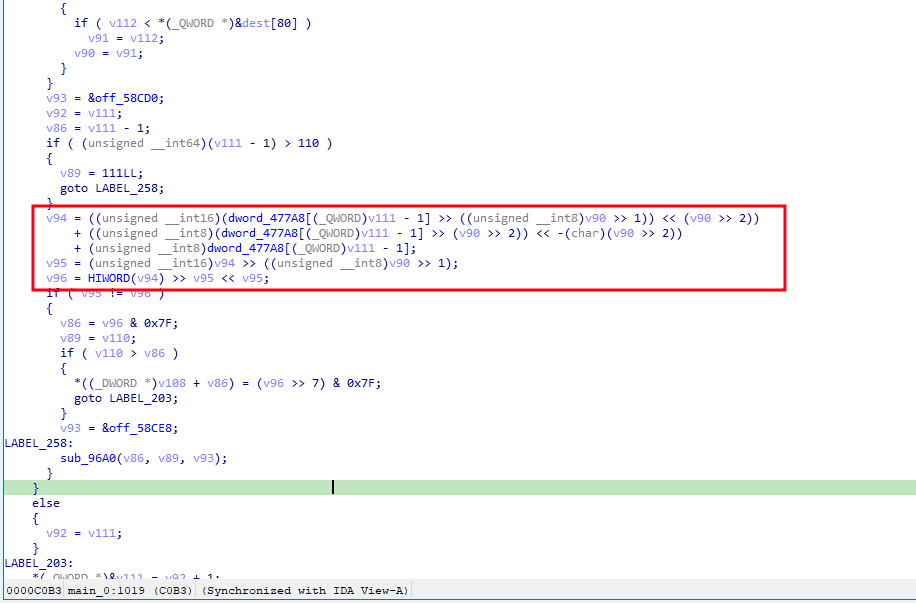 {
if ( v112 < *(_QWORD *)&dest[80] )
v91 = v112;
v90 = v91;
}
}
v93 = &off_58CD0;
v92 = v111;
v86 = v111 - 1;
if ( (unsigned __int64)(v111 - 1) > 110 )
{
v89 = 111LL;
goto LABEL_258;
}
v94 = ((unsigned __int16)(dword_477A8[(_QWORD)v111 - 1] >> ((unsigned __int8)v90 >> 1)) << (v90 >> 2))
+ ((unsigned __int8)(dword_477A8[(_QWORD)v111 - 1] >> (v90 >> 2)) << -(char)(v90 >> 2))
+ (unsigned __int8)dword_477A8[(_QWORD)v111 - 1];
v95 = (unsigned __int16)v94 >> ((unsigned __int8)v90 >> 1);
v96 = HIWORD(v94) >> v95 << v95;
if ( v95 != v96 )
{
v86 = v96 & 0x7F;
v89 = v110;
if ( v110 > v86 )
{
*((_DWORD *)v108 + v86) = (v96 >> 7) & 0x7F;
goto LABEL_203;
}
v93 = &off_58CE8;
LABEL_258:
sub_96A0(v86, v89, v93);
}
}
else
{
v92 = v111;
}
LABEL_203:
*(_QWORD *)&v111 = v92 + 1;
0000C0B3 main_0:1019 (C0B3) (Synchronized with IDA View-A)